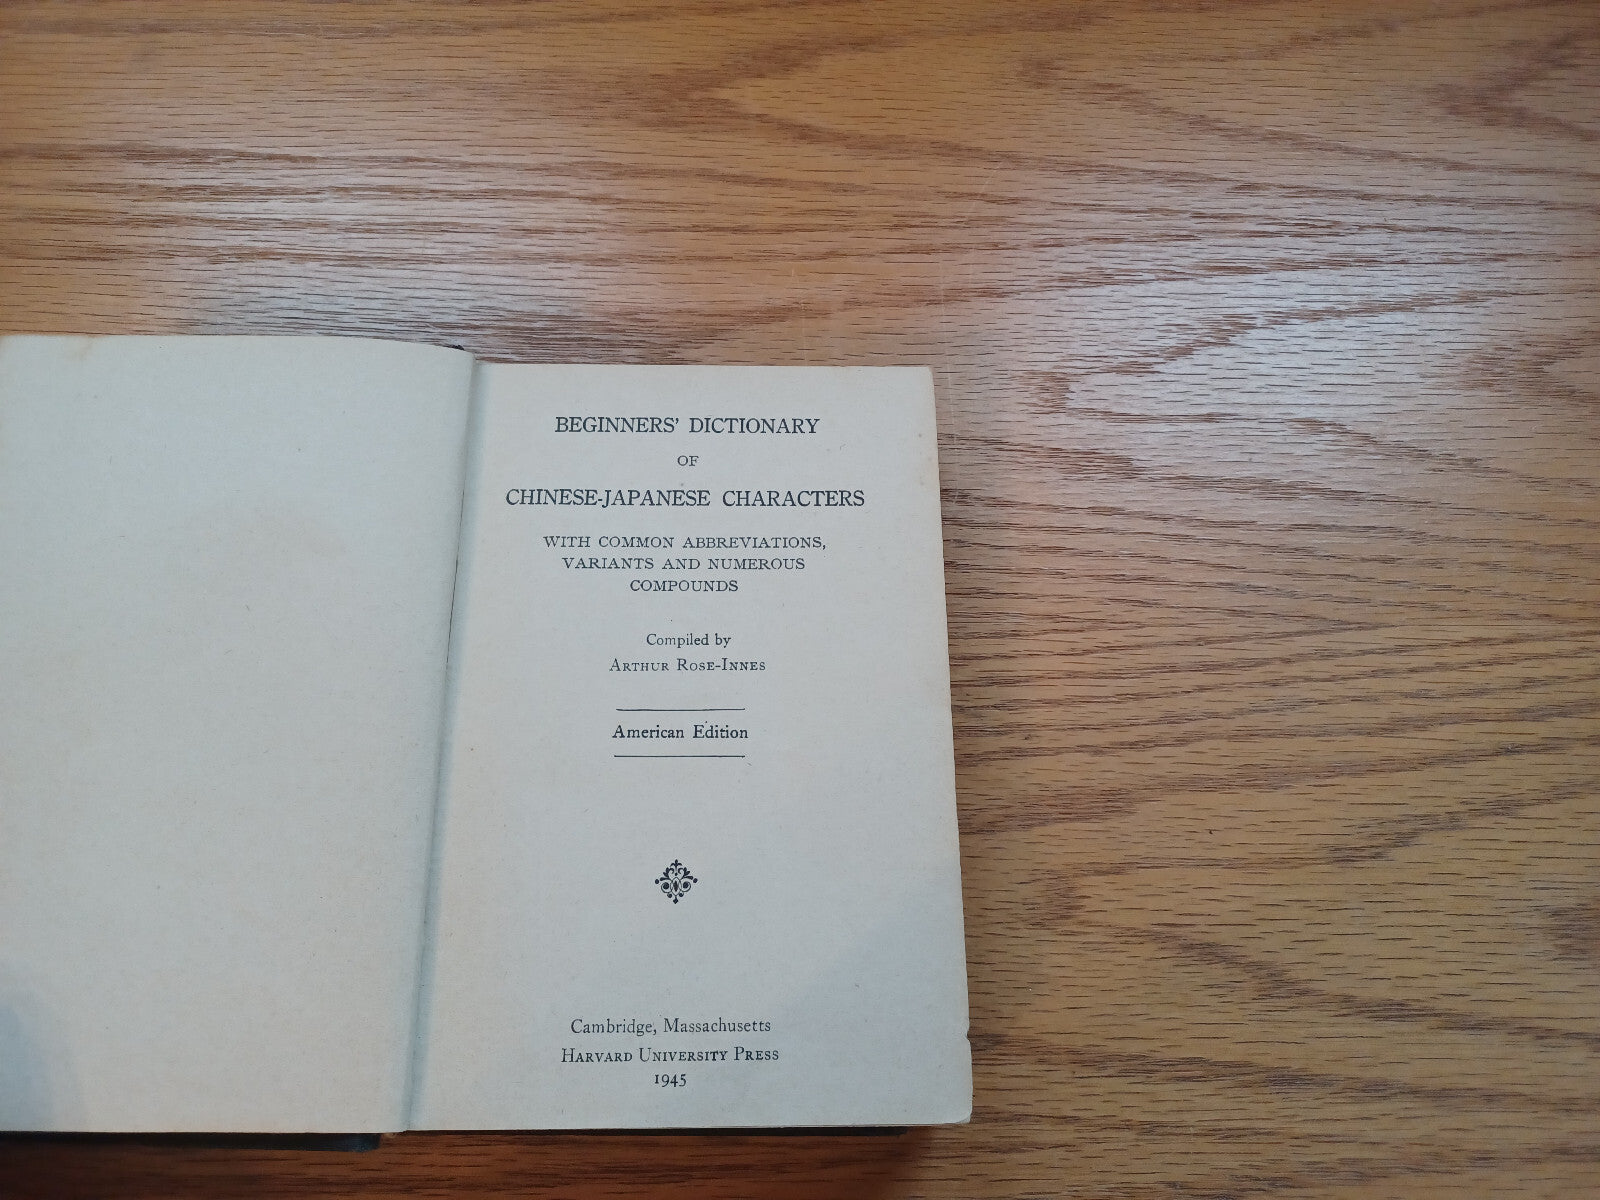 BEGINNERS' DICTIONARY
OF
CHINESE-JAPANESE CHARACTERS
WITH COMMON ABBREVIATIONS,
VARIANTS AND NUMEROUS
COMPOUNDS
Compiled by
ARTHUR ROSE-INNES
American Edition
Cambridge, Massachusetts
HARVARD UNIVERSITY PRESS
1945